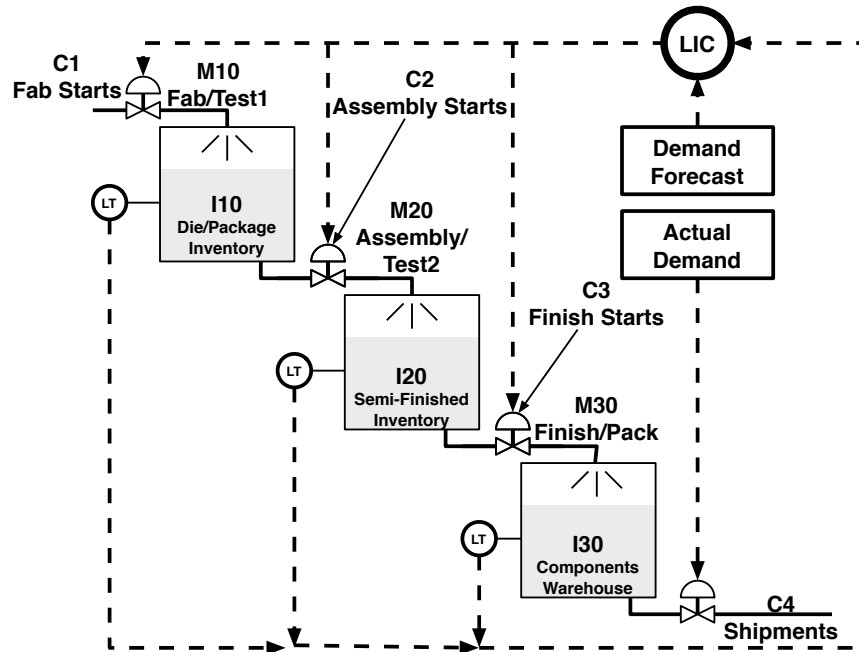 LIC
C1
Fab Starts
M10
Fab/Test1
C2
Assembly Starts
Demand
Forecast
LT
I10
Die/Package
Inventory
M20
Assembly/
Test2
Actual
Demand
C3
Finish Starts
LT
I20
Semi-Finished
Inventory
M30
Finish/Pack
LT
I30
Components
Warehouse
C4
Shipments